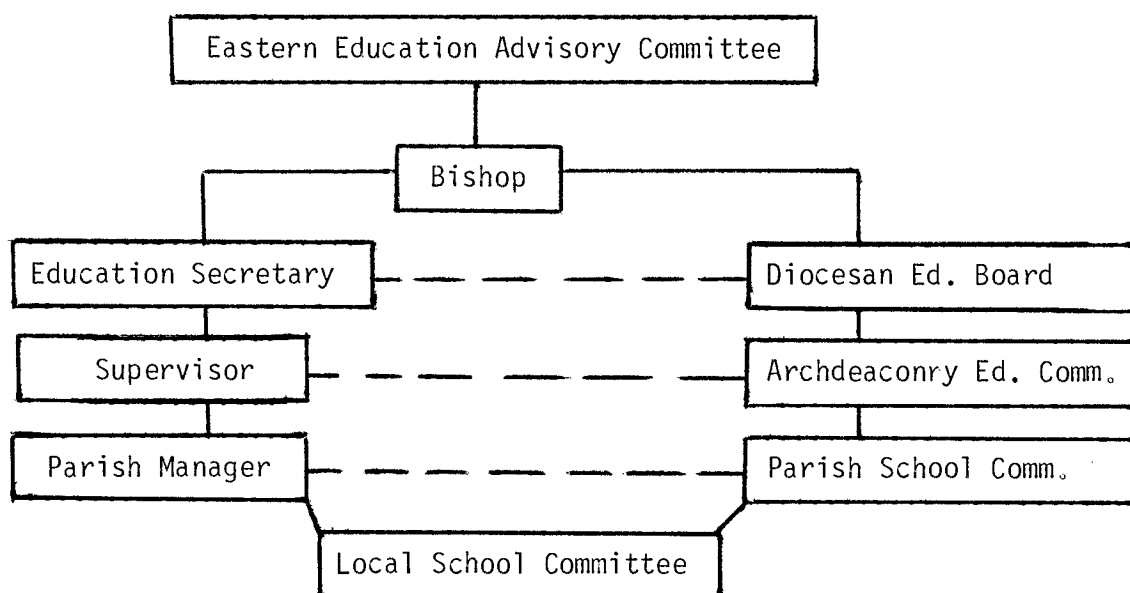 Eastern Education Advisory Committee
Bishop
Education Secretary
Diocesan Ed. Board
Supervisor
Archdeaconry Ed. Comm.
Parish Manager
Parish School Comm.
Local School Committee